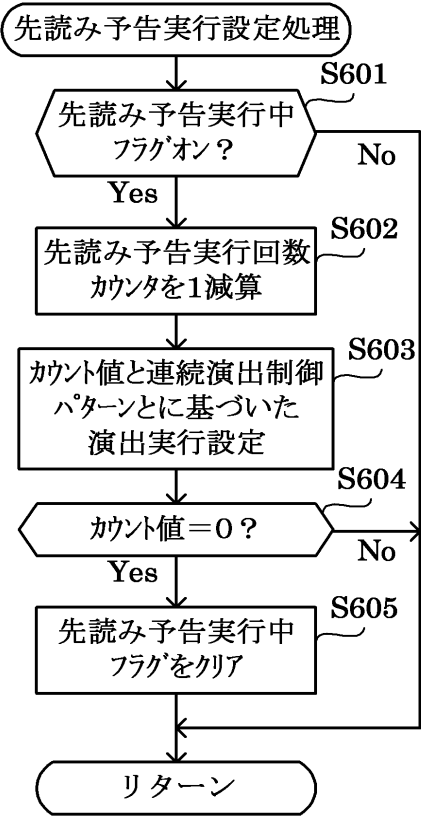 先読み予告実行設定処理
S601
先読み予告実行中
ﾌﾗｸﾞオン？
No
Yes
S602
先読み予告実行回数
ｶｳﾝﾀを１減算
S603
ｶｳﾝﾄ値と連続演出制御
ﾊﾟﾀｰﾝとに基づいた
演出実行設定
S604
ｶｳﾝﾄ値＝０？
No
Yes
S605
先読み予告実行中
ﾌﾗｸﾞをｸﾘｱ
リターン